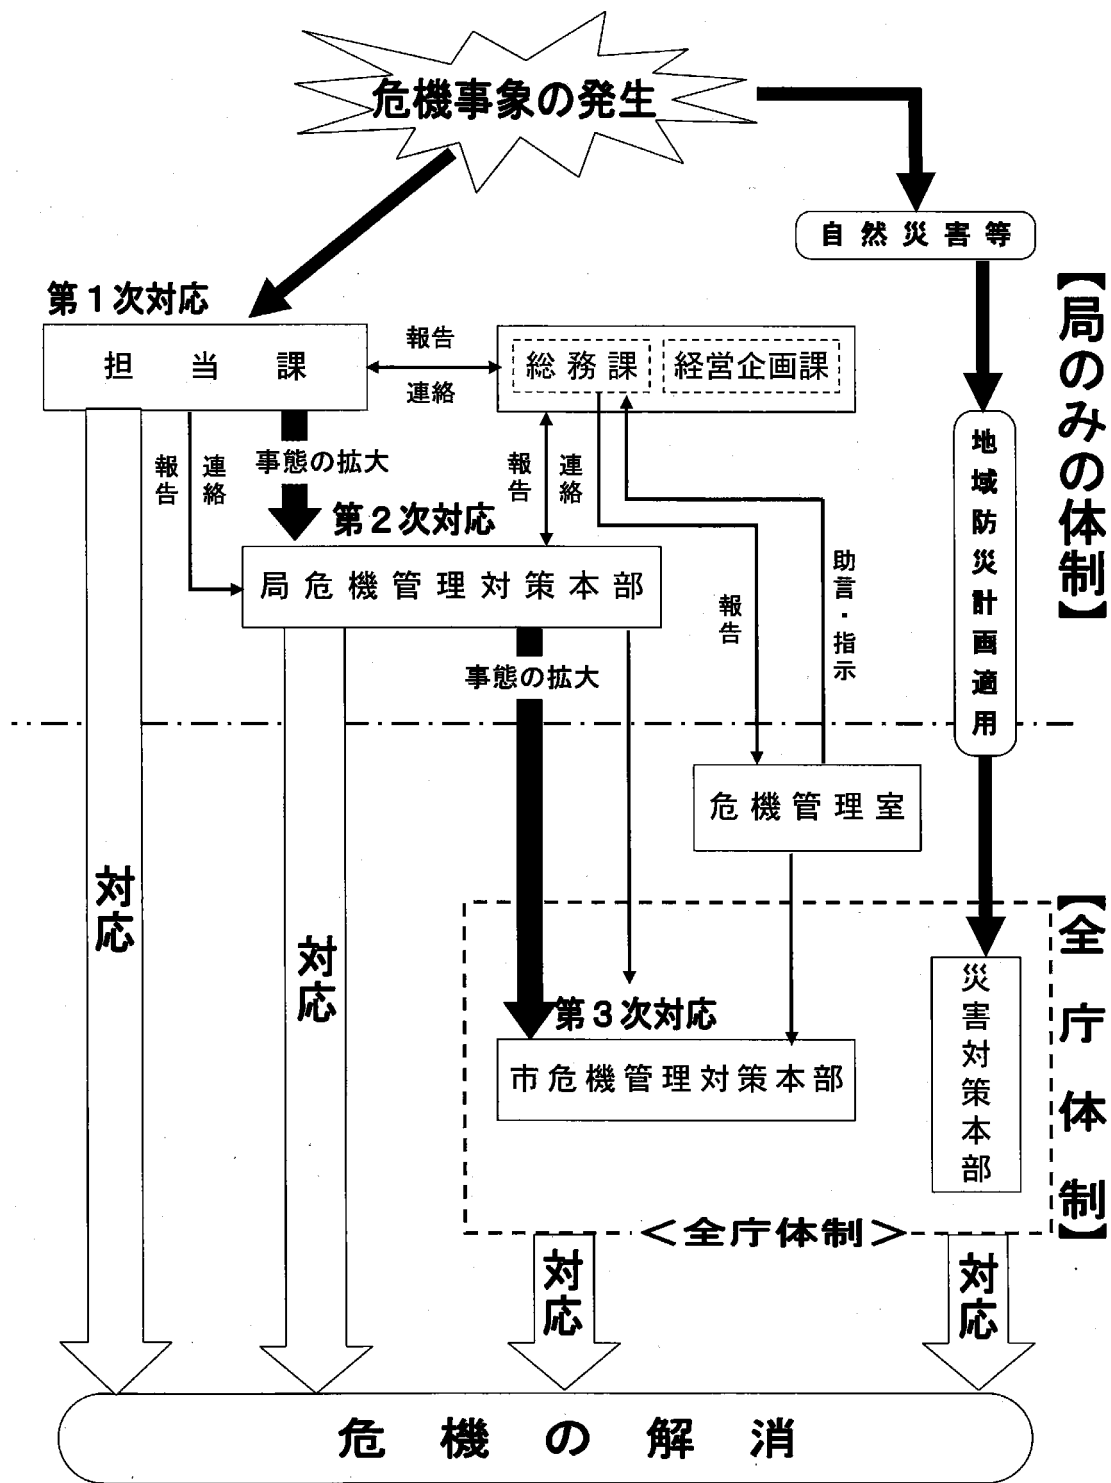 危機事象の発生
自然災害等
【局のみの体制】
第１次対応
担当課
報告
連絡
総務課
経営企画課
地域防災計画適用
報告
連絡
事態の拡大
報告
連絡
第２次対応
局危機管理対策本部
報告
助言・指示
事態の拡大
危機管理室
対応
対応
【全庁体制】
第３次対応
市危機管理対策本部
災害対策本部
＜全庁体制＞
対応
対応
危機の解消